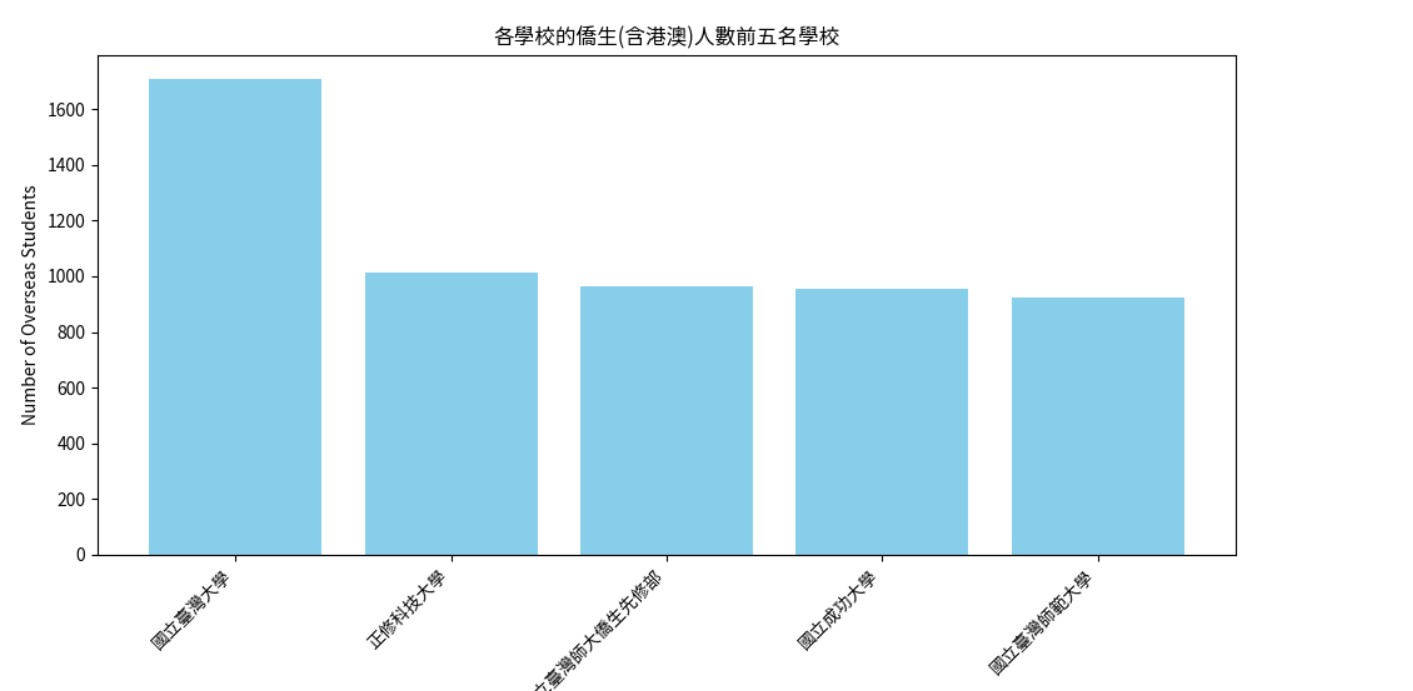 各學校的僑生(含港澳)人數前五名學校
Number of Overseas Students
1600
1400
1200
1000
800
600
400
200
0
國立臺灣大學
正修科技大學
立臺灣師大僑生先修部
國立成功大學
國立臺灣師範大學